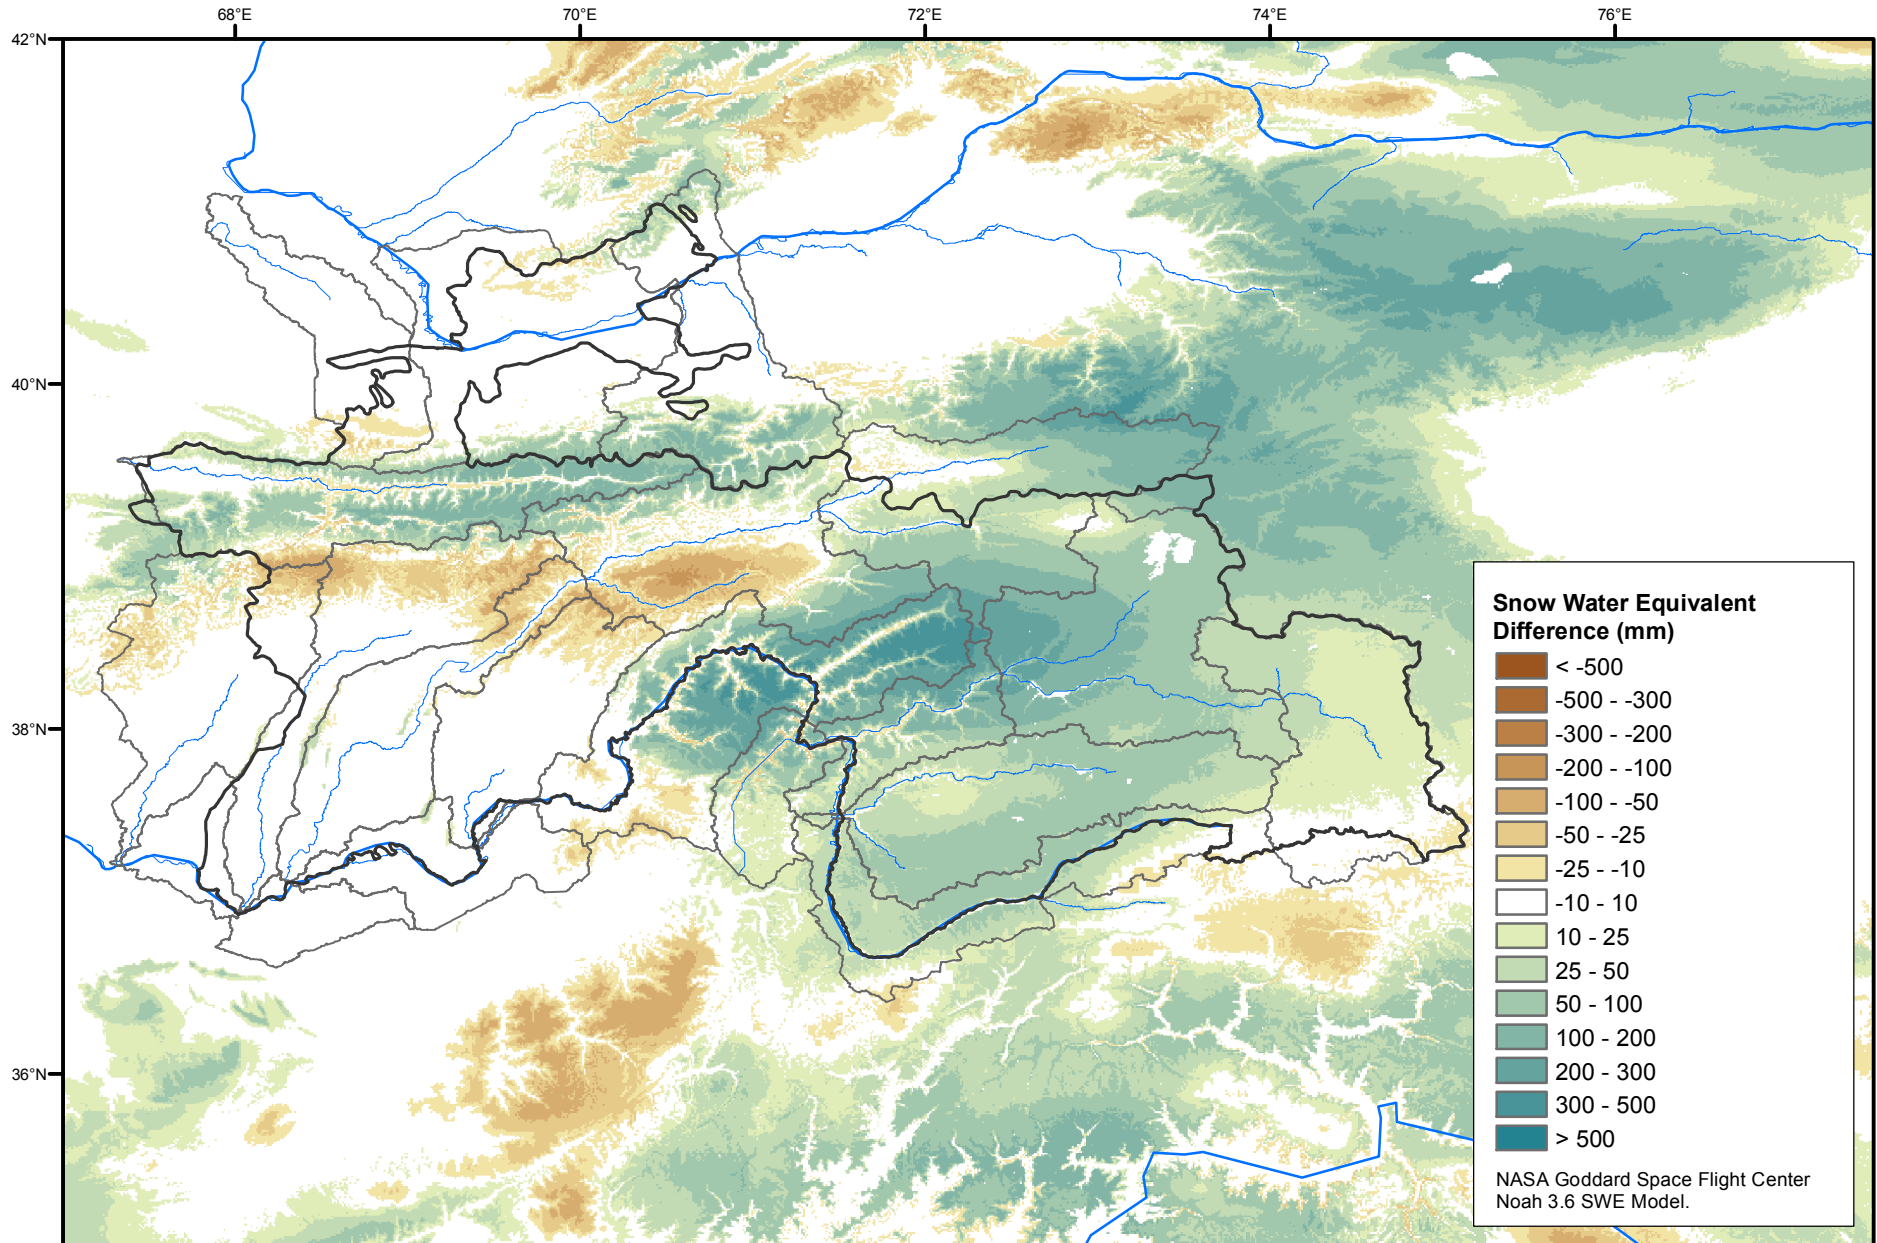 68°E 70°E 72°E 74°E 76°E
42°N
40°N
38°N
36°N
Snow Water Equivalent
Difference (mm)
< -500
-500 - -300
-300 - -200
-200 - -100
-100 - -50
-50 - -25
-25 - -10
-10 - 10
10 - 25
25 - 50
50 - 100
100 - 200
200 - 300
300 - 500
> 500
NASA Goddard Space Flight Center
Noah 3.6 SWE Model.